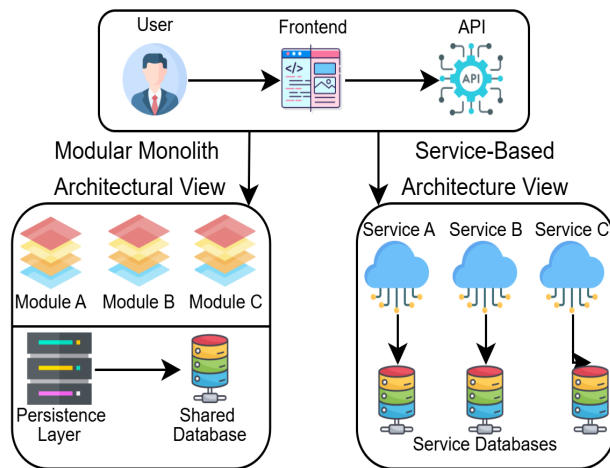 User
Frontend
API
</>
API
Modular Monolith
Architectural View
Service-Based
Architecture View
Module A
Module B
Module C
Persistence
Layer
Shared
Database
Service A
Service B
Service C
Service Databases